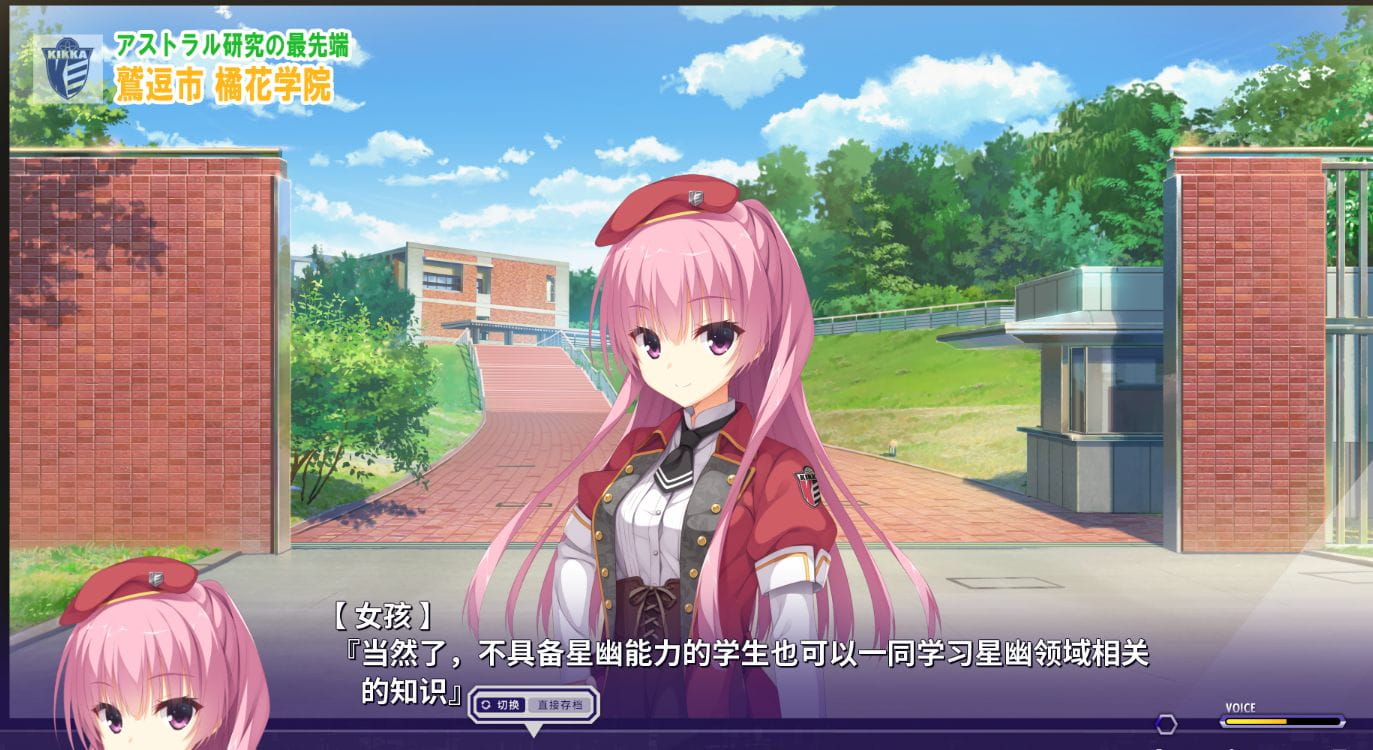 KIKKA
アストラル研究の最先端
鷲逗市 橘花学院
【女孩】
『当然了，不具备星幽能力的学生也可以一同学习星幽领域相关
的知识』
切换 直接存档
VOICE